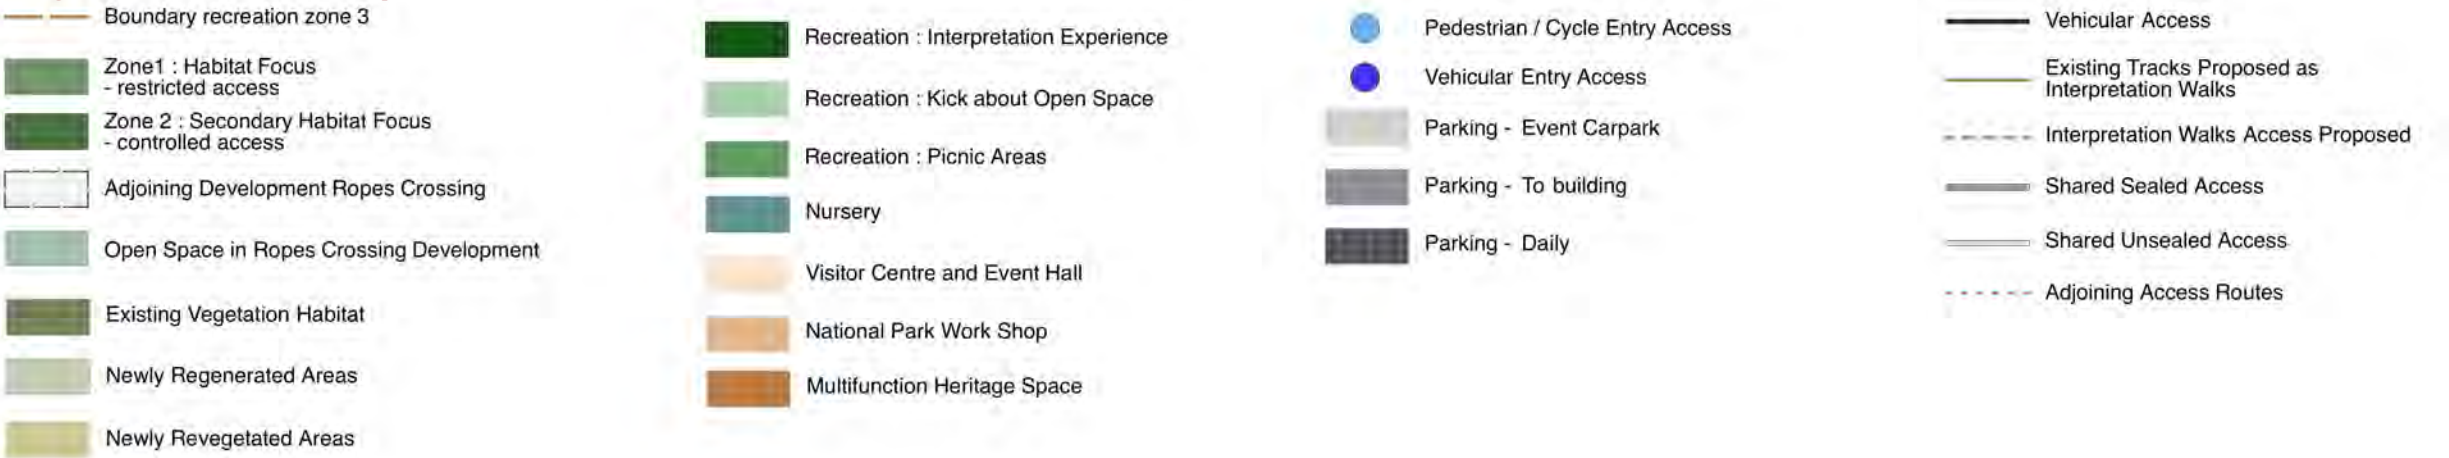 Boundary recreation zone 3
Zone1 : Habitat Focus
- restricted access
Zone 2 : Secondary Habitat Focus
- controlled access
Adjoining Development Ropes Crossing
Open Space in Ropes Crossing Development
Existing Vegetation Habitat
Newly Regenerated Areas
Newly Revegetated Areas
Recreation : Interpretation Experience
Recreation : Kick about Open Space
Recreation : Picnic Areas
Nursery
Visitor Centre and Event Hall
National Park Work Shop
Multifunction Heritage Space
Pedestrian / Cycle Entry Access
Vehicular Entry Access
Parking - Event Carpark
Parking - To building
Parking - Daily
Vehicular Access
Existing Tracks Proposed as
Interpretation Walks
Interpretation Walks Access Proposed
Shared Sealed Access
Shared Unsealed Access
Adjoining Access Routes